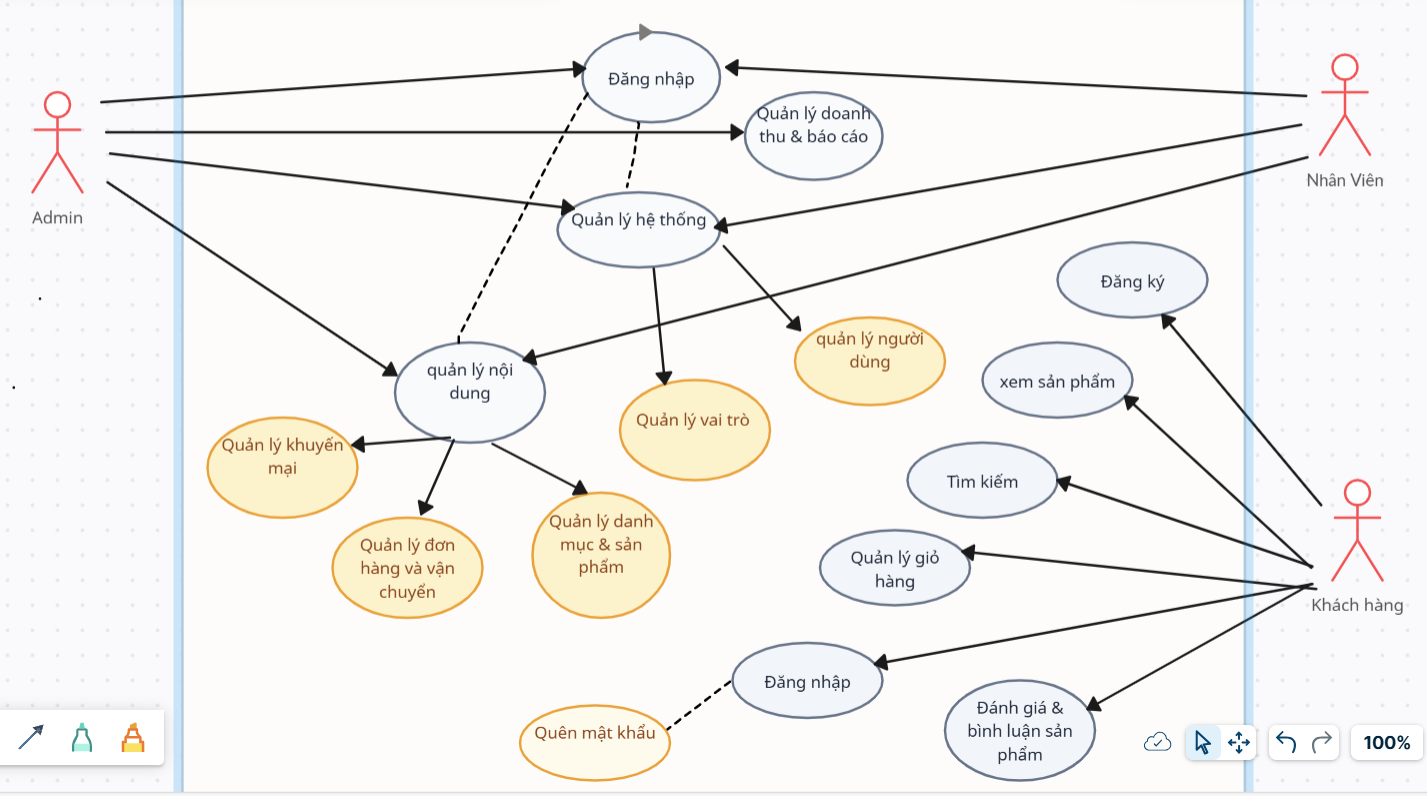 Đăng nhập
Quản lý doanh
thu & báo cáo
Nhân Viên
Admin
Quản lý hệ thống
Đăng ký
quản lý người
dùng
quản lý nội
dung
xem sản phẩm
Quản lý vai trò
Quản lý khuyến
mại
Tìm kiếm
Quản lý danh
mục & sản
phẩm
Quản lý đơn
hàng và vận
chuyển
Quản lý giỏ
hàng
Khách hàng
Đăng nhập
Quên mật khẩu
Đánh giá &
bình luận sản
phẩm
100%